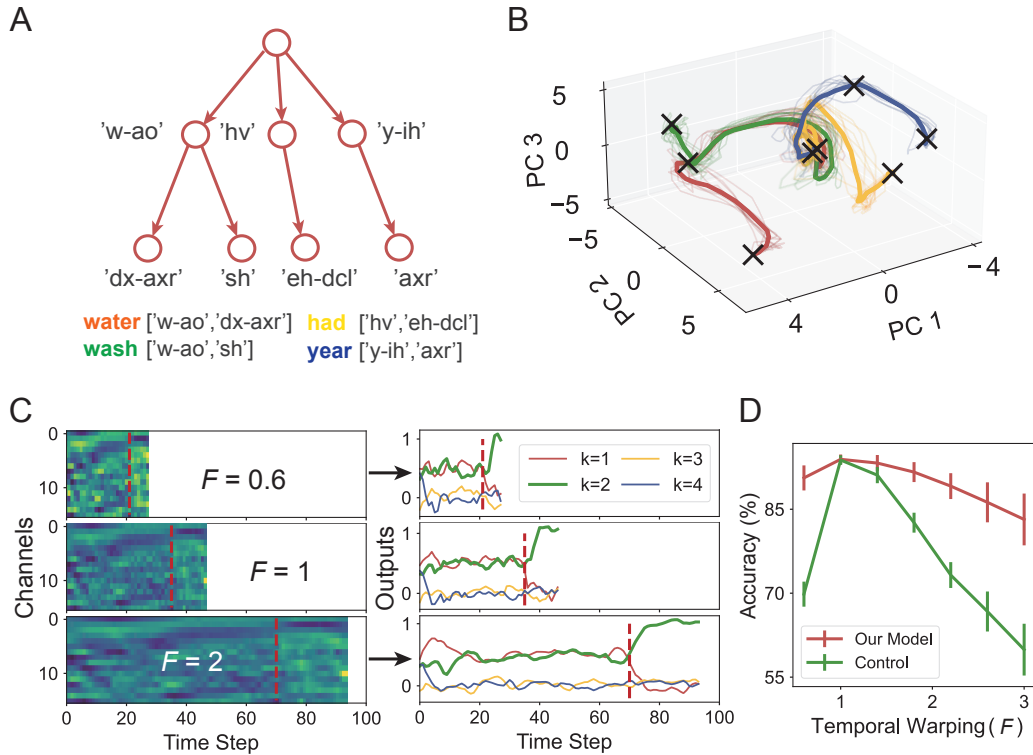 A
'w-ao' 'hv' 'y-ih'
'dx-axr' 'sh' 'eh-dcl' 'axr'
water ['w-ao','dx-axr'] had ['hv','eh-dcl']
wash ['w-ao','sh'] year ['y-ih','axr']
B
5
0
-5
PC 3
-5
0
5
PC 2
4
0
-4
PC 1
C
0
10
F = 0.6
0
10
F = 1
0
10
F = 2
Channels
0 20 40 60 80 100
Time Step
1
0
k=1 k=3
k=2 k=4
1
0
1
0
Outputs
0 20 40 60 80 100
Time Step
D
85
70
55
Accuracy (%)
Our Model
Control
1 2 3
Temporal Warping (F)